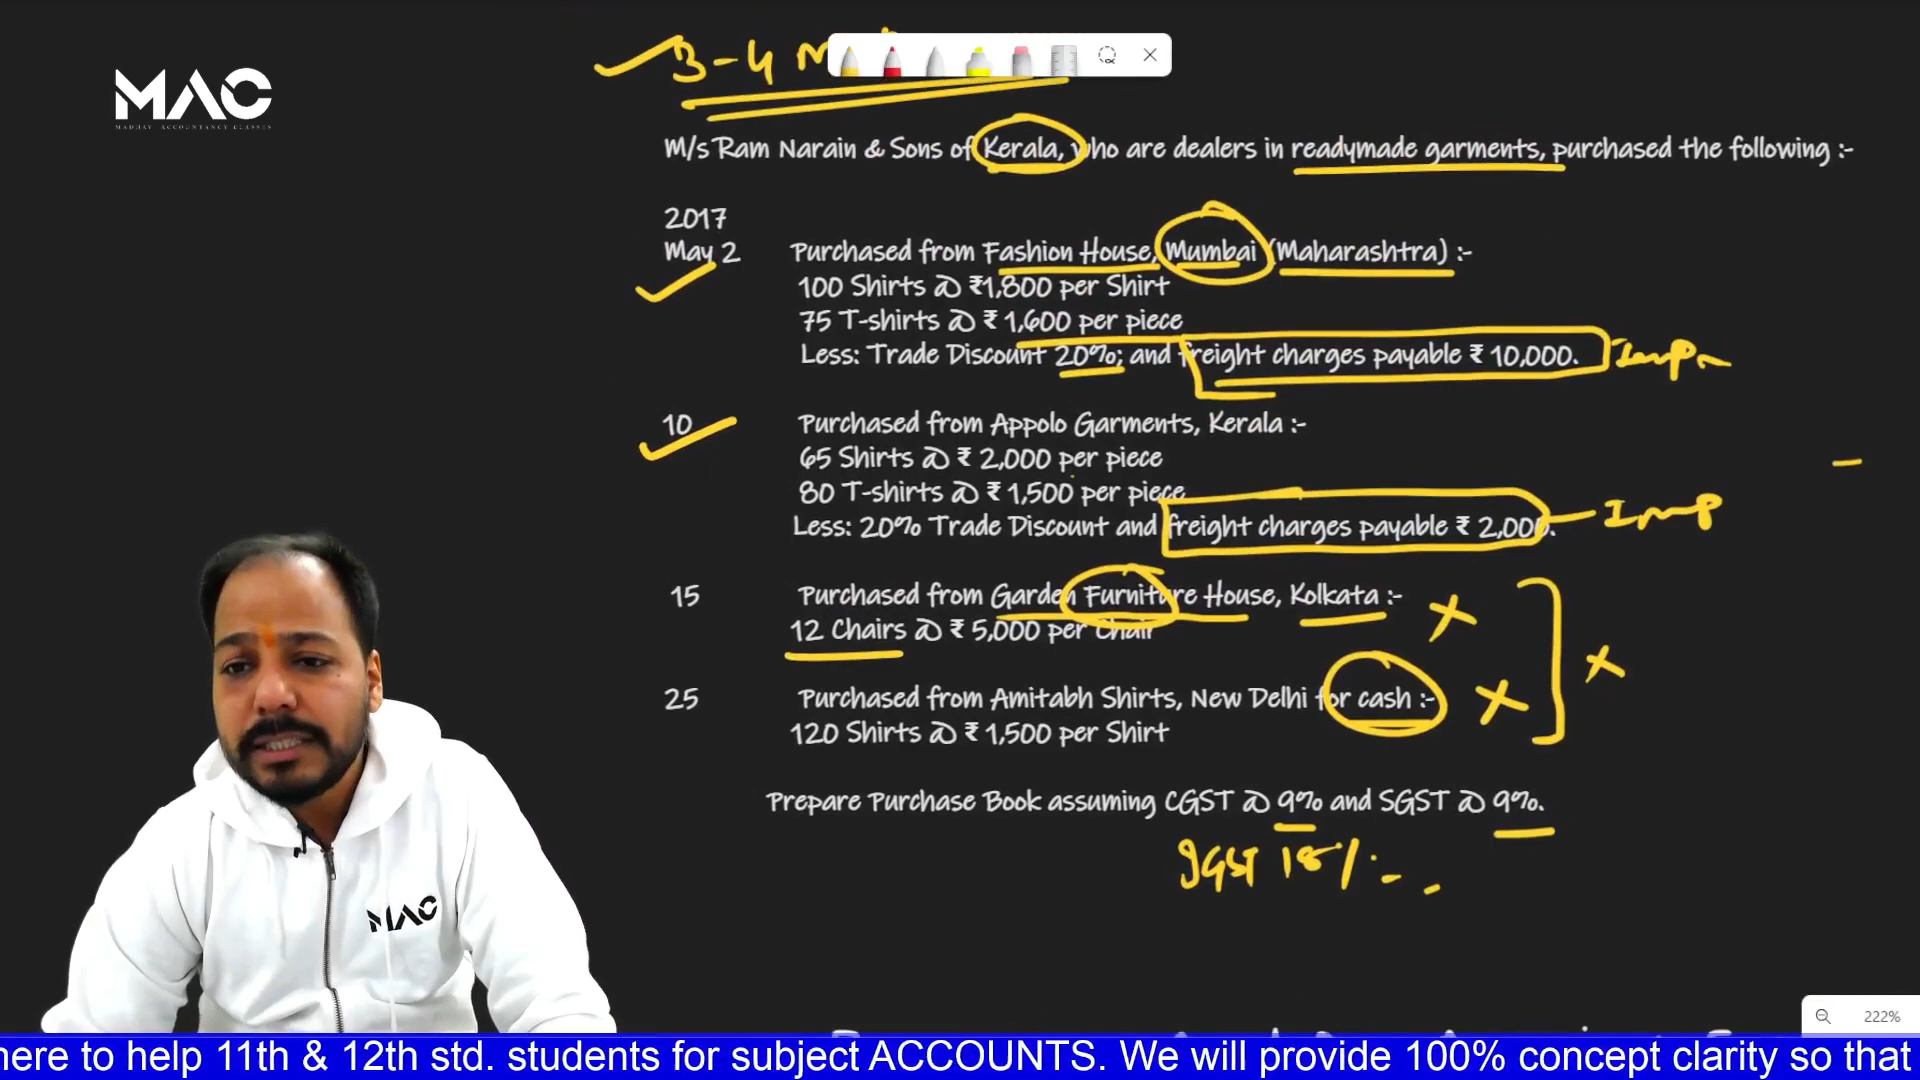 3-4
MAC
MADHAV ACCOUNTANCY CLASSES
M/s Ram Narain & Sons of Kerala, who are dealers in readymade garments, purchased the following :-
2017
May 2 Purchased from Fashion House, Mumbai (Maharashtra) :-
100 Shirts @ ₹1,800 per Shirt
75 T-shirts @ ₹ 1,600 per piece
Less: Trade Discount 20%; and freight charges payable ₹ 10,000. Imp
10 Purchased from Appolo Garments, Kerala :-
65 Shirts @ ₹ 2,000 per piece
80 T-shirts @ ₹ 1,500 per piece
Less: 20% Trade Discount and freight charges payable ₹ 2,000. Imp
15 Purchased from Garden Furniture House, Kolkata :-
12 Chairs @ ₹ 5,000 per Chair
25 Purchased from Amitabh Shirts, New Delhi for cash :-
120 Shirts @ ₹ 1,500 per Shirt
Prepare Purchase Book assuming CGST @ 9% and SGST @ 9%.
IGST 18%
MAC
222%
here to help 11th & 12th std. students for subject ACCOUNTS. We will provide 100% concept clarity so that